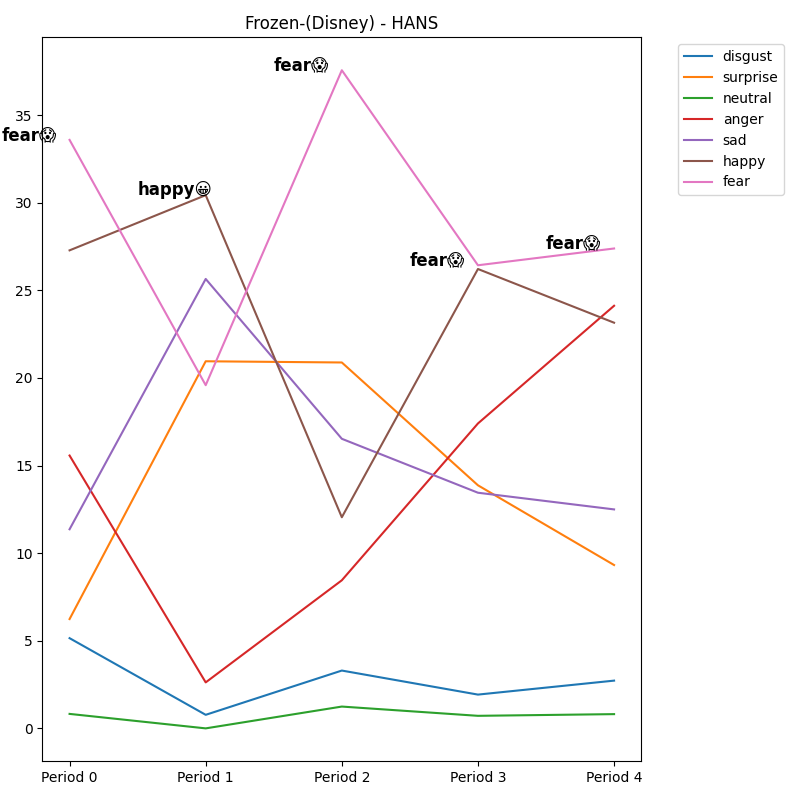 Frozen-(Disney) - HANS
disgust
surprise
neutral
anger
sad
happy
fear
fear😱
fear😱
happy😀
fear😱
fear😱
35
30
25
20
15
10
5
0
Period 0
Period 1
Period 2
Period 3
Period 4